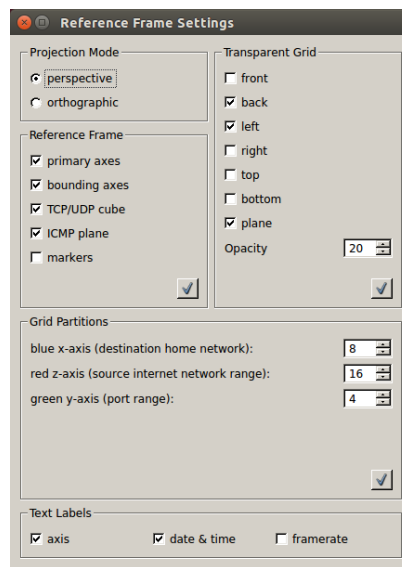 Reference Frame Settings
Projection Mode
perspective
orthographic
Reference Frame
primary axes
bounding axes
TCP/UDP cube
ICMP plane
markers
Transparent Grid
front
back
left
right
top
bottom
plane
Opacity 20
Grid Partitions
blue x-axis (destination home network): 8
red z-axis (source internet network range): 16
green y-axis (port range): 4
Text Labels
axis date & time framerate